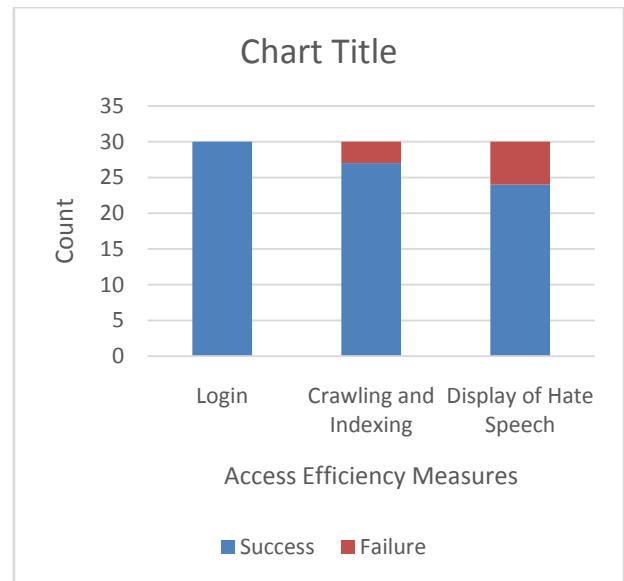 Chart Title
35
30
25
20
15
10
5
0
Count
Login
Crawling and
Indexing
Display of Hate
Speech
Access Efficiency Measures
Success
Failure